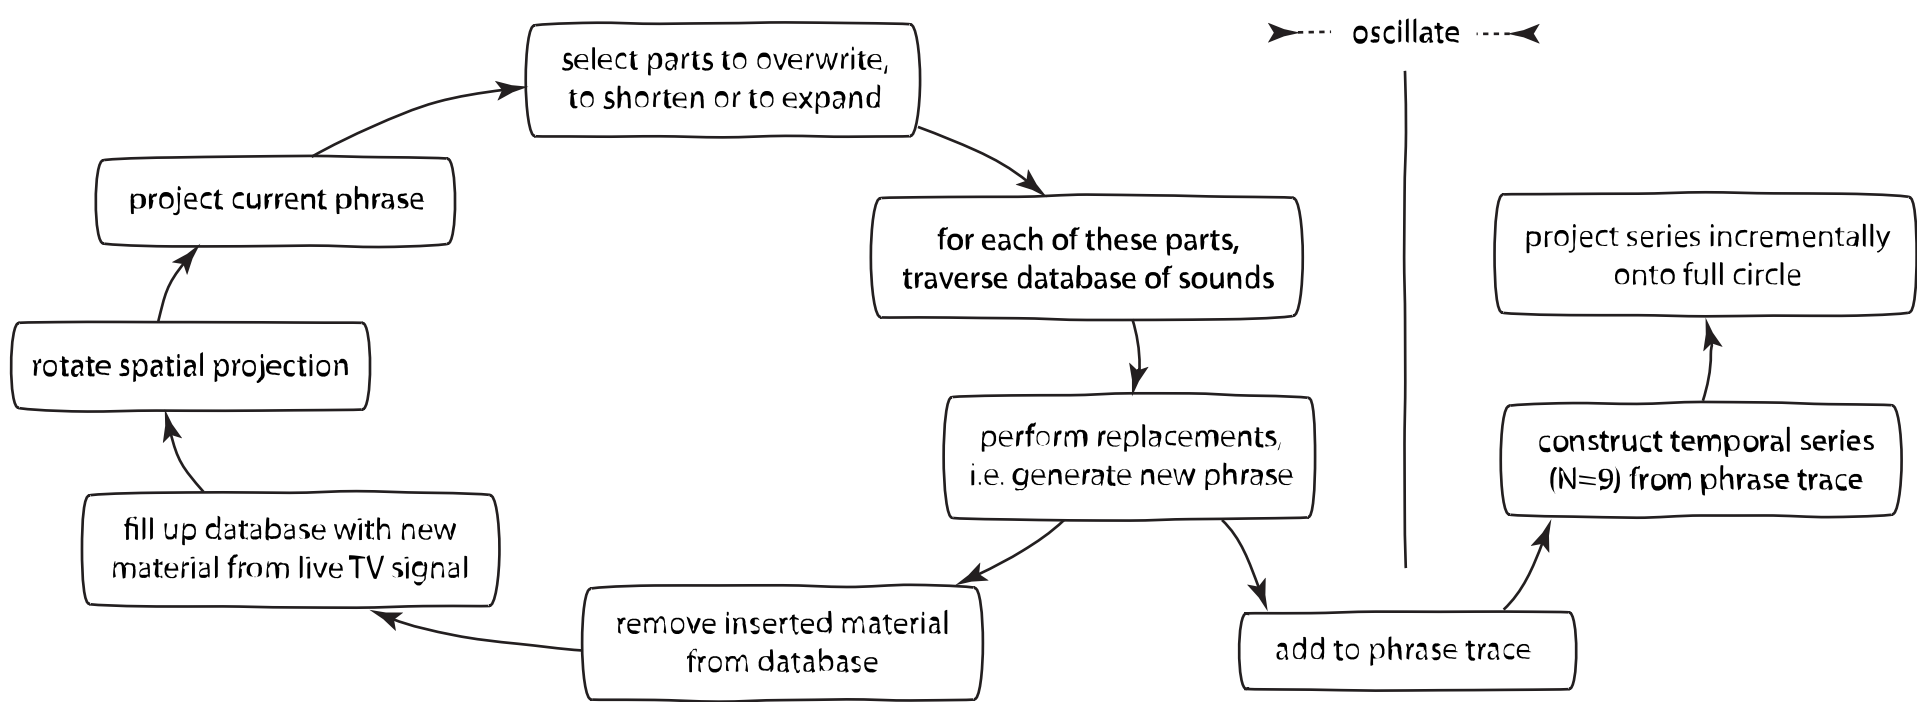 oscillate
select parts to overwrite,
to shorten or to expand
project current phrase
for each of these parts,
traverse database of sounds
project series incrementally
onto full circle
rotate spatial projection
perform replacements,
i.e. generate new phrase
construct temporal series
(N=9) from phrase trace
fill up database with new
material from live TV signal
remove inserted material
from database
add to phrase trace